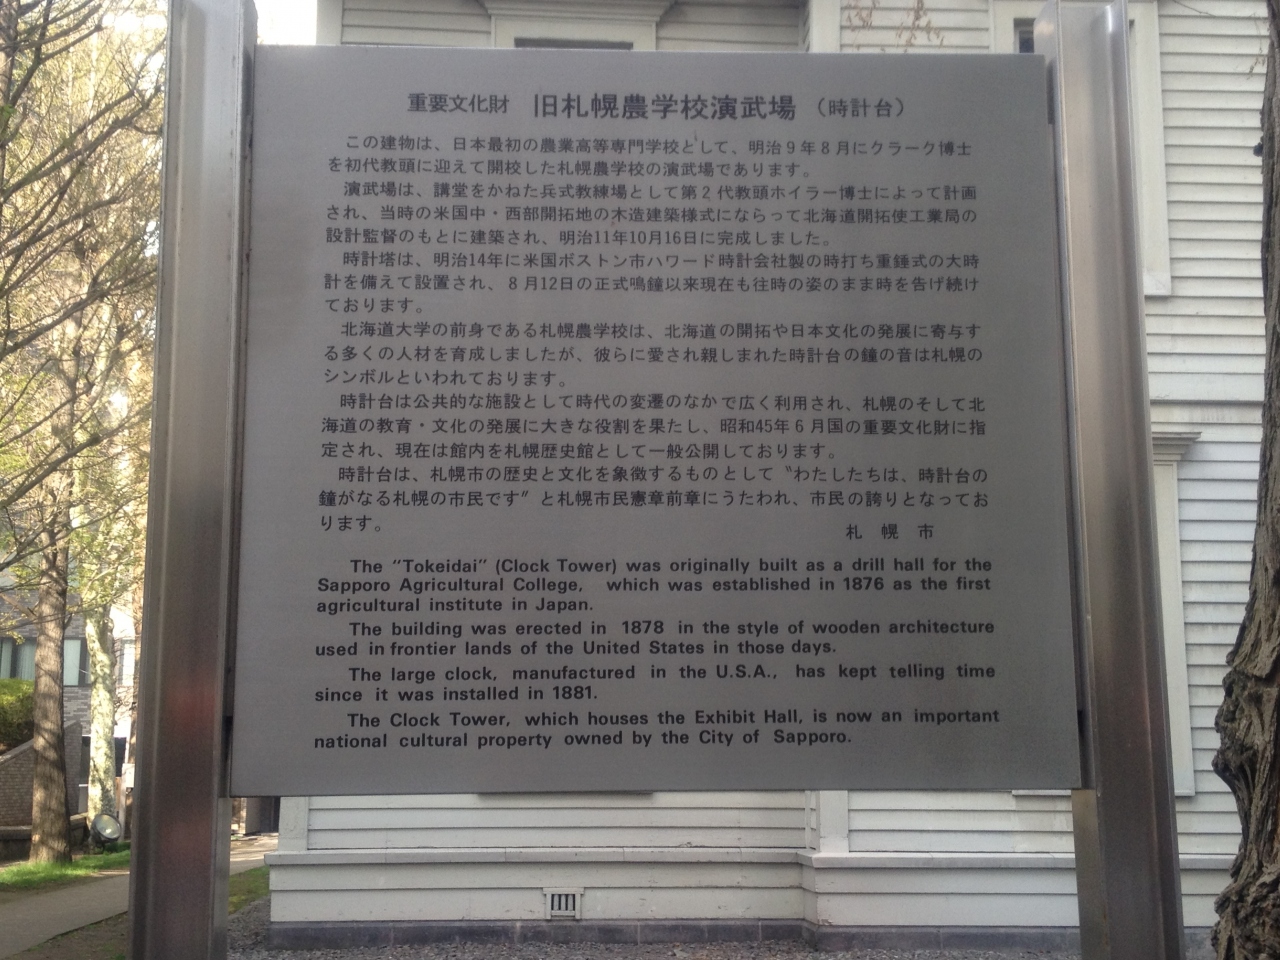 重要文化財 旧札幌農学校演武場 （時計台）
この建物は、日本最初の農業高等専門学校として、明治9年8月にクラーク博士
を初代教頭に迎えて開校した札幌農学校の演武場であります。
演武場は、講堂をかねた兵式教練場として第2代教頭ホイラー博士によって計画
され、当時の米国中・西部開拓地の木造建築様式にならって北海道開拓使工業局の
設計監督のもとに建築され、明治11年10月16日に完成しました。
時計塔は、明治14年に米国ボストン市ハワード時計会社製の時打ち重錘式の大時
計を備えて設置され、8月12日の正式鳴鐘以来現在も往時の姿のまま時を告げ続け
ております。
北海道大学の前身である札幌農学校は、北海道の開拓や日本文化の発展に寄与す
る多くの人材を育成しましたが、彼らに愛され親しまれた時計台の鐘の音は札幌の
シンボルといわれております。
時計台は公共的な施設として時代の変遷のなかで広く利用され、札幌のそして北
海道の教育・文化の発展に大きな役割を果たし、昭和45年6月国の重要文化財に指
定され、現在は館内を札幌歴史館として一般公開しております。
時計台は、札幌市の歴史と文化を象徴するものとして〝わたしたちは、時計台の
鐘がなる札幌の市民です〞と札幌市民憲章前章にうたわれ、市民の誇りとなってお
ります。
札幌市
The "Tokeidai" (Clock Tower) was originally built as a drill hall for the
Sapporo Agricultural College, which was established in 1876 as the first
agricultural institute in Japan.
The building was erected in 1878 in the style of wooden architecture
used in frontier lands of the United States in those days.
The large clock, manufactured in the U.S.A., has kept telling time
since it was installed in 1881.
The Clock Tower, which houses the Exhibit Hall, is now an important
national cultural property owned by the City of Sapporo.